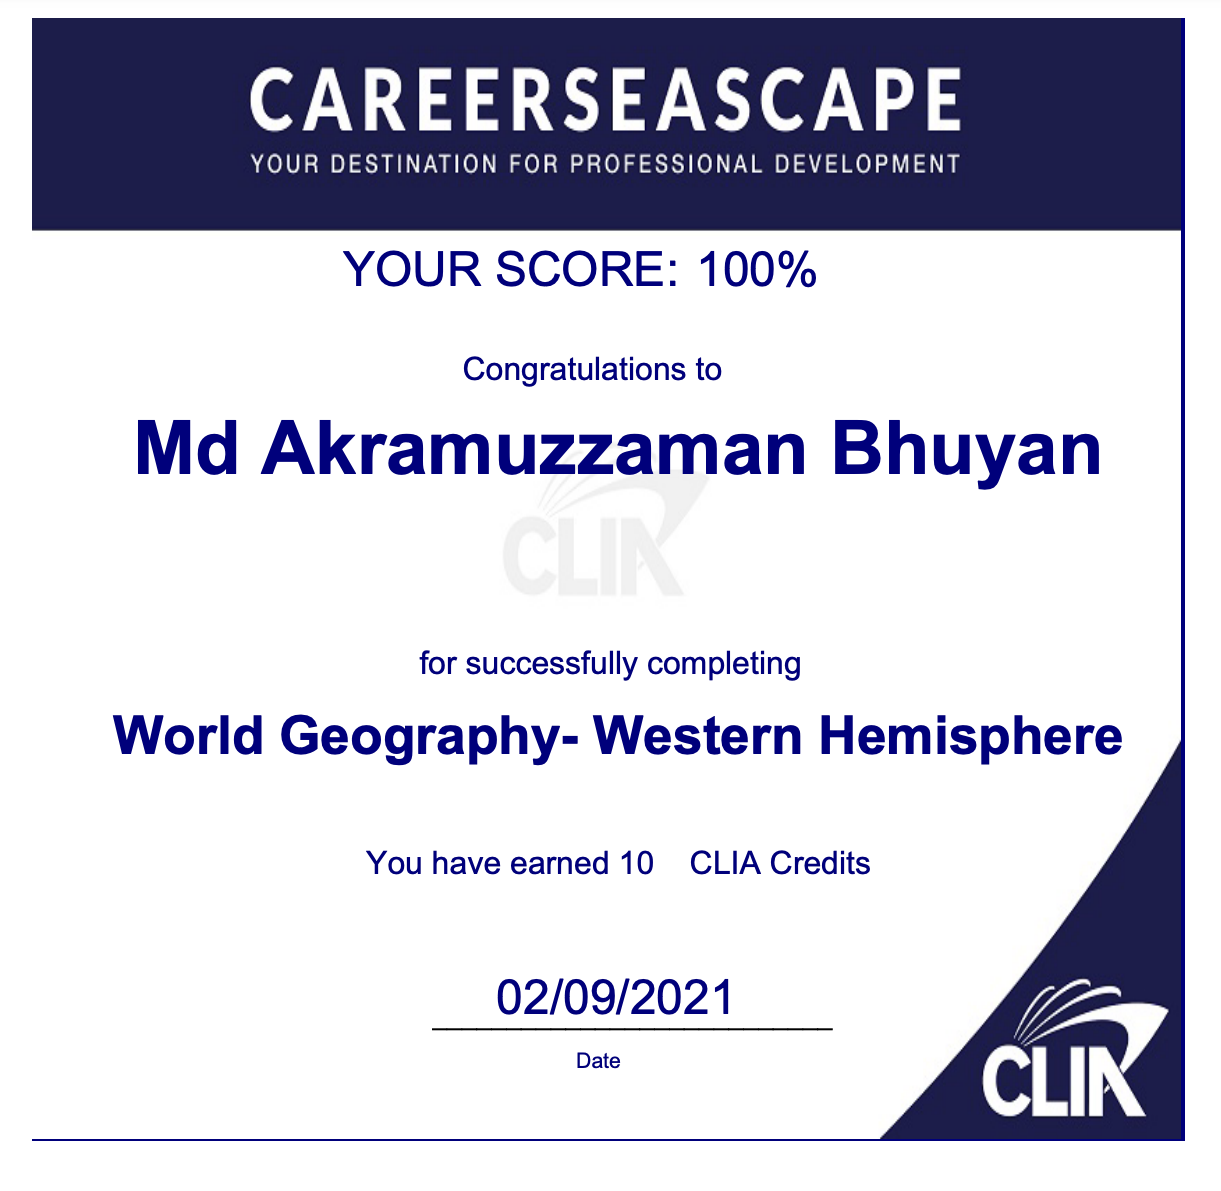 CAREERSEASCAPE
YOUR DESTINATION FOR PROFESSIONAL DEVELOPMENT
YOUR SCORE: 100%
Congratulations to
Md Akramuzzaman Bhuyan
CLIA
for successfully completing
World Geography- Western Hemisphere
You have earned 10 CLIA Credits
02/09/2021
Date
CLIA